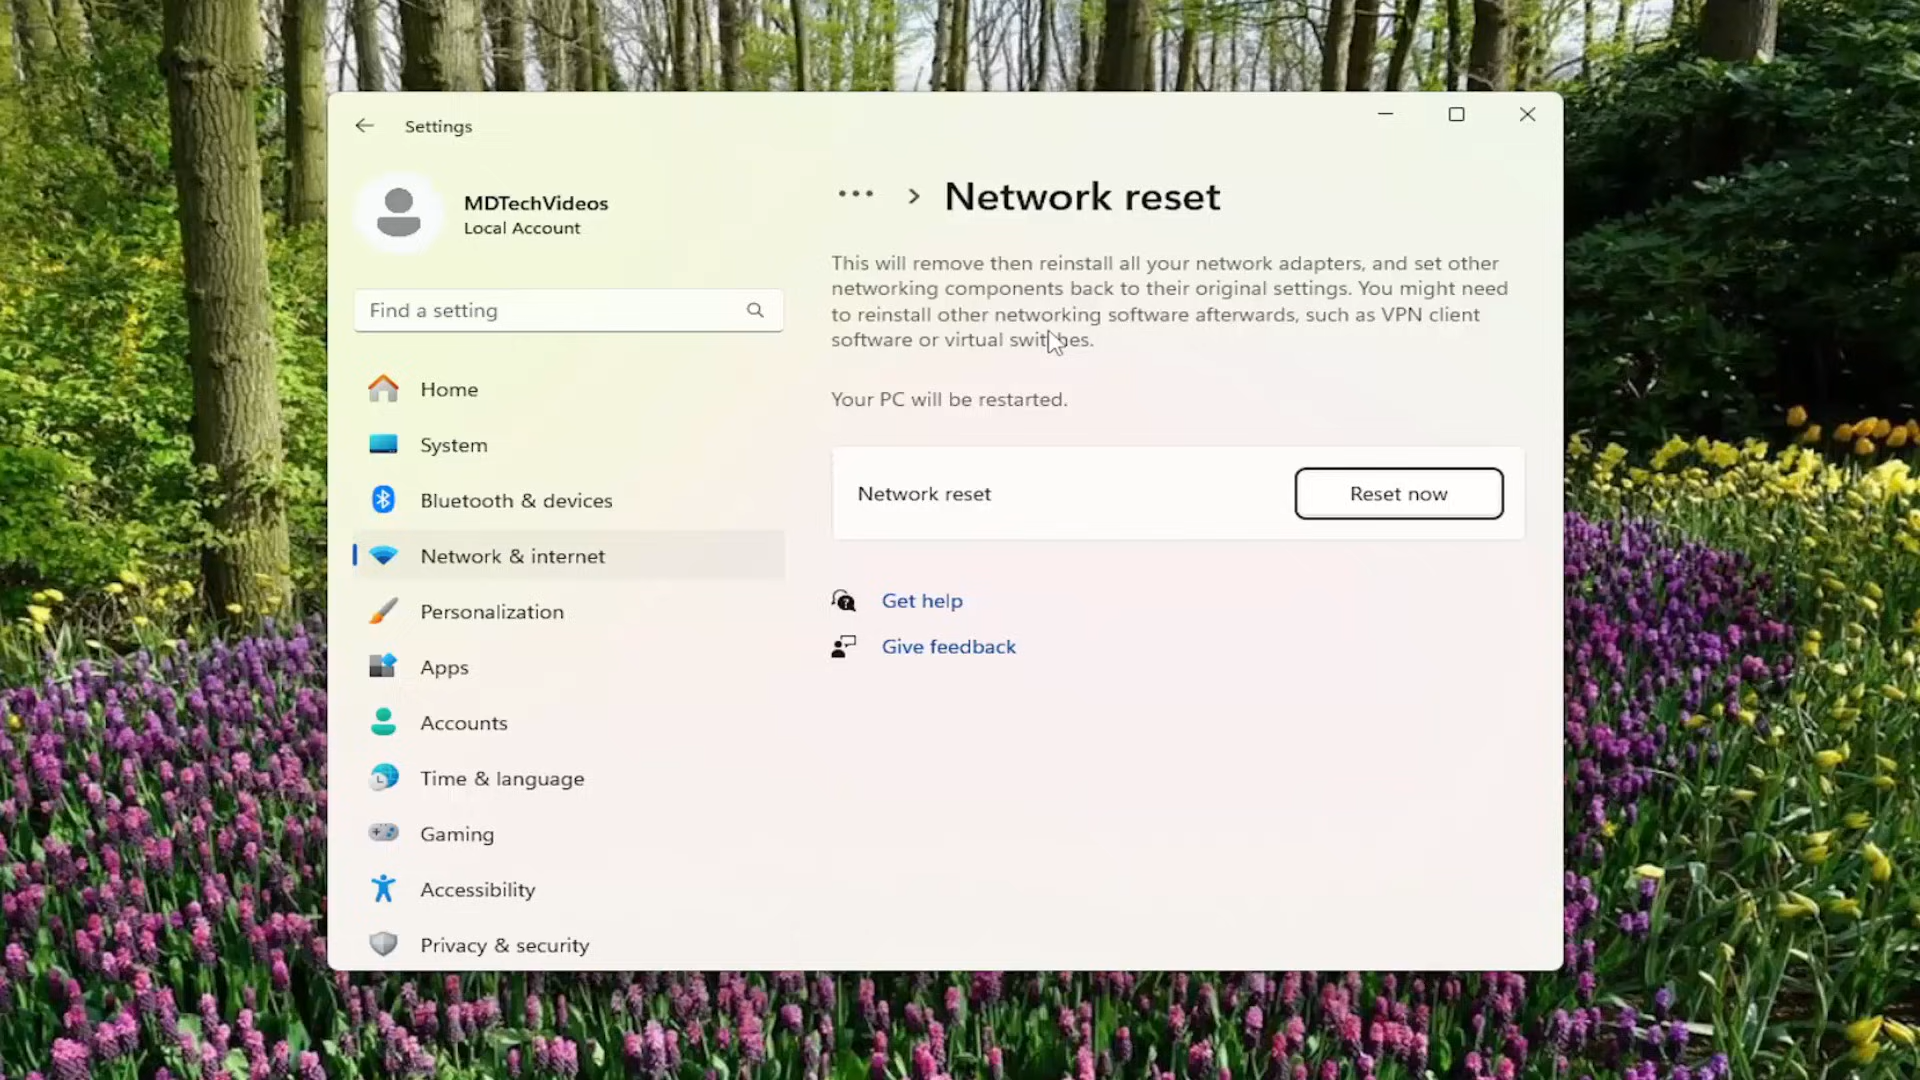 Settings
MDTechVideos
Local Account
Find a setting
Home
System
Bluetooth & devices
Network & internet
Personalization
Apps
Accounts
Time & language
Gaming
Accessibility
Privacy & security
Network reset
This will remove then reinstall all your network adapters, and set other
networking components back to their original settings. You might need
to reinstall other networking software afterwards, such as VPN client
software or virtual switches.
Your PC will be restarted.
Network reset
Reset now
Get help
Give feedback